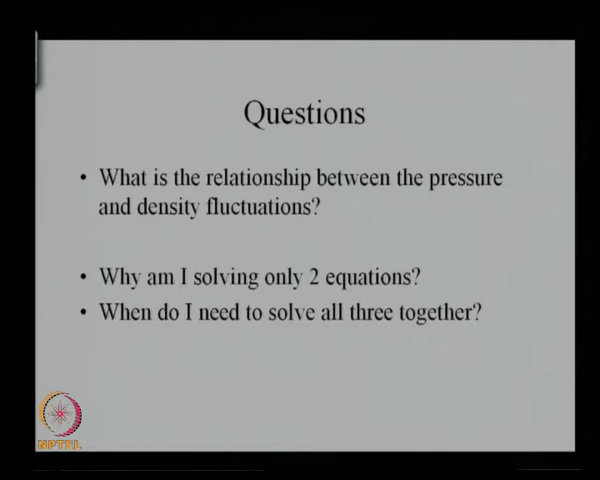 Questions
• What is the relationship between the pressure
and density fluctuations?
• Why am I solving only 2 equations?
• When do I need to solve all three together?
NPTEL